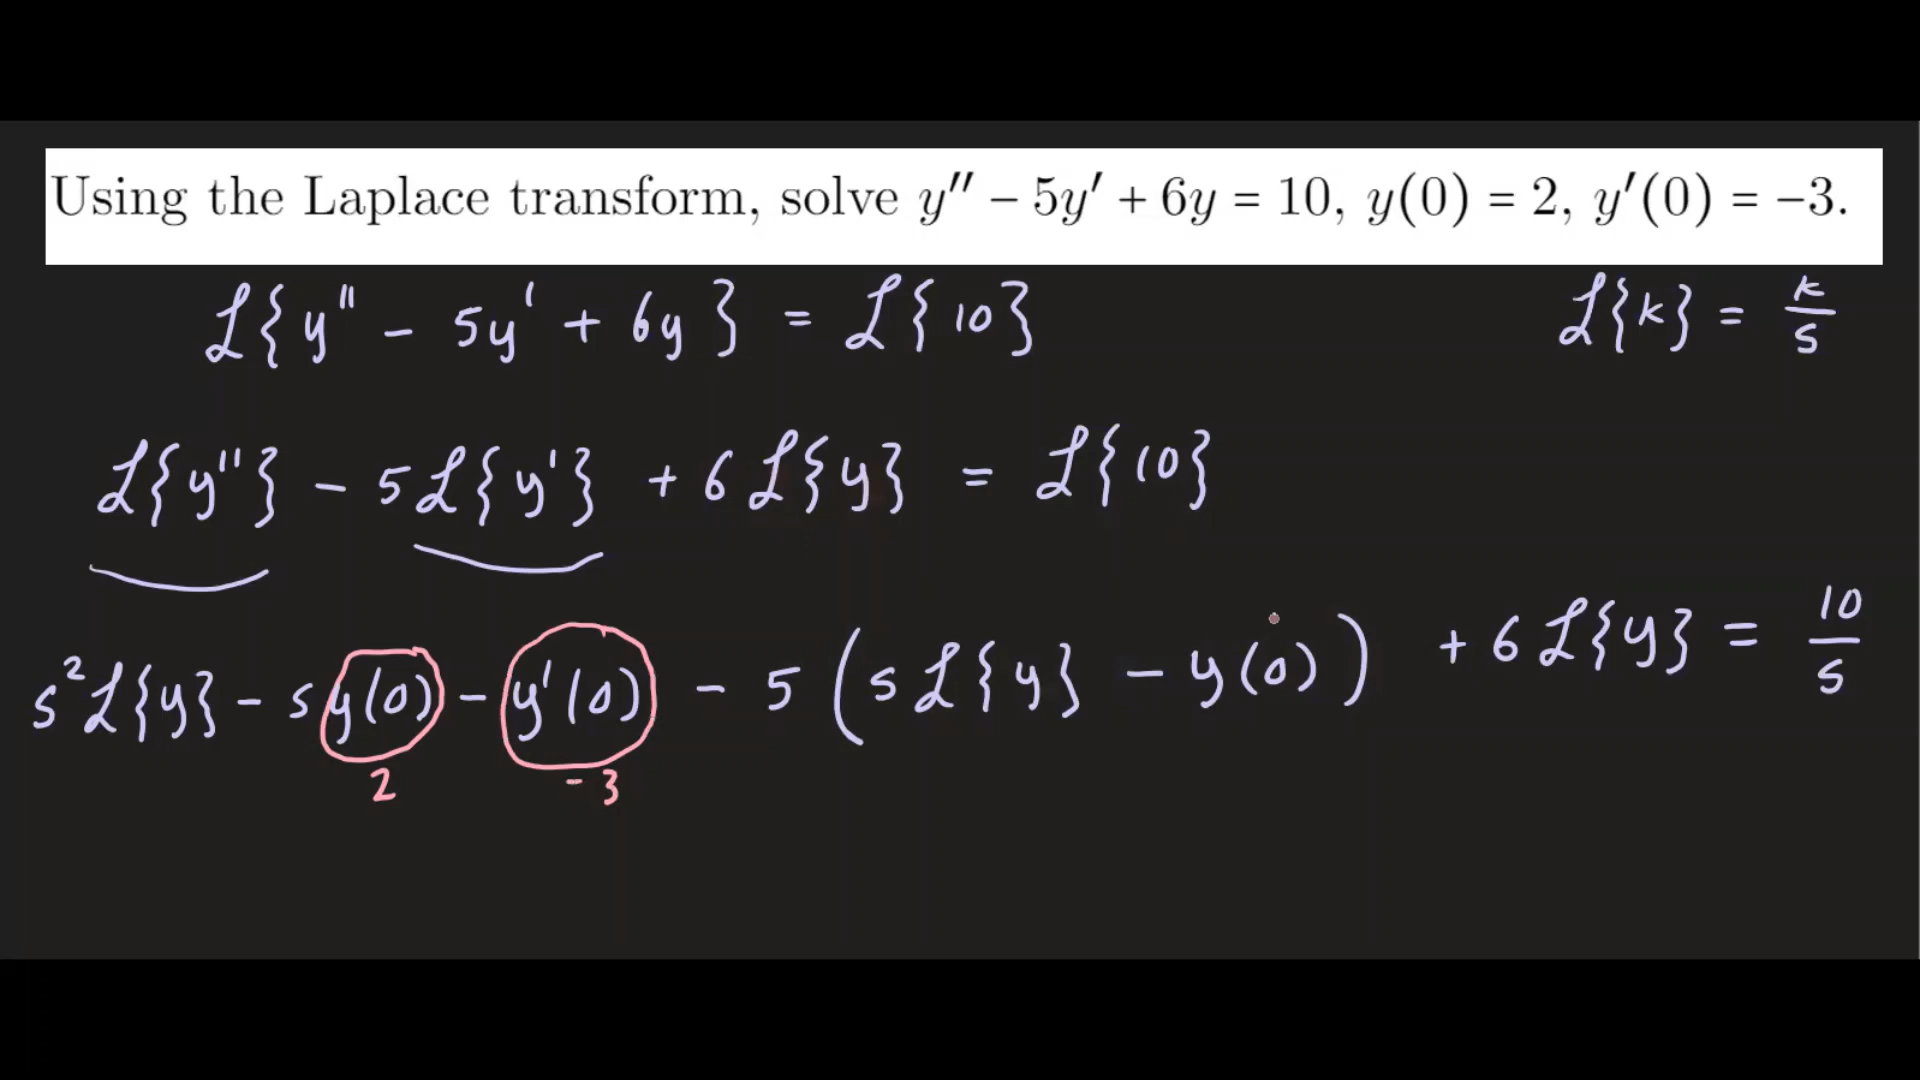 Using the Laplace transform, solve y″ − 5y′ + 6y = 10, y(0) = 2, y′(0) = −3.
ℒ{y″ − 5y′ + 6y} = ℒ{10}
ℒ{k} = k/s
ℒ{y″} − 5ℒ{y′} + 6ℒ{y} = ℒ{10}
s²ℒ{y} − sy(0) − y′(0) − 5(sℒ{y} − y(0)) + 6ℒ{y} = 10/s
2 −3